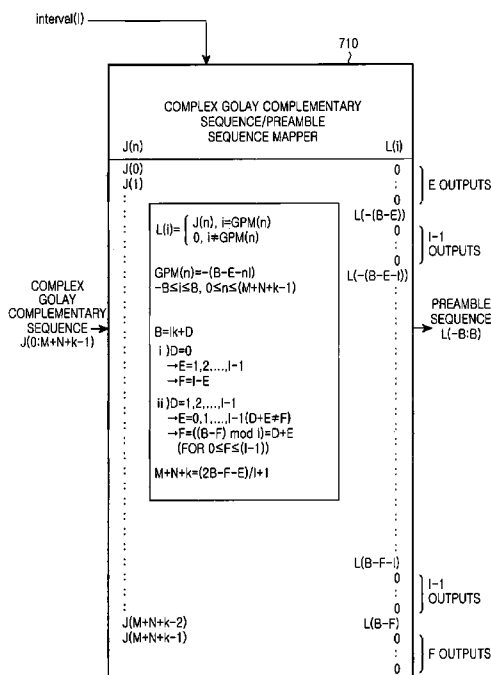 interval(I)
710
COMPLEX GOLAY COMPLEMENTARY
SEQUENCE/PREAMBLE
SEQUENCE MAPPER
J(n) L(i)
J(0) 0
J(1) :
0
E OUTPUTS
L(-(B-E))
0
:
0
I-1
OUTPUTS
L(-(B-E-I))
L(i)= { J(n), i=GPM(n)
0, i≠GPM(n)
GPM(n)=-(B-E-nI)
-B≤i≤B, 0≤n≤(M+N+k-1)
B=Ik+D
i )D=0
→E=1,2,...,I-1
→F=I-E
ii )D=1,2,...,I-1
→E=0,1,...,I-1(D+E≠F)
→F=((B-F) mod i)=D+E
(FOR 0≤F≤(I-1))
M+N+k=(2B-F-E)/I+1
COMPLEX
GOLAY
COMPLEMENTARY
SEQUENCE
J(0:M+N+k-1)
PREAMBLE
SEQUENCE
L(-B:B)
L(B-F-I)
0
:
0
I-1
OUTPUTS
J(M+N+k-2) L(B-F)
J(M+N+k-1) 0
:
0
F OUTPUTS